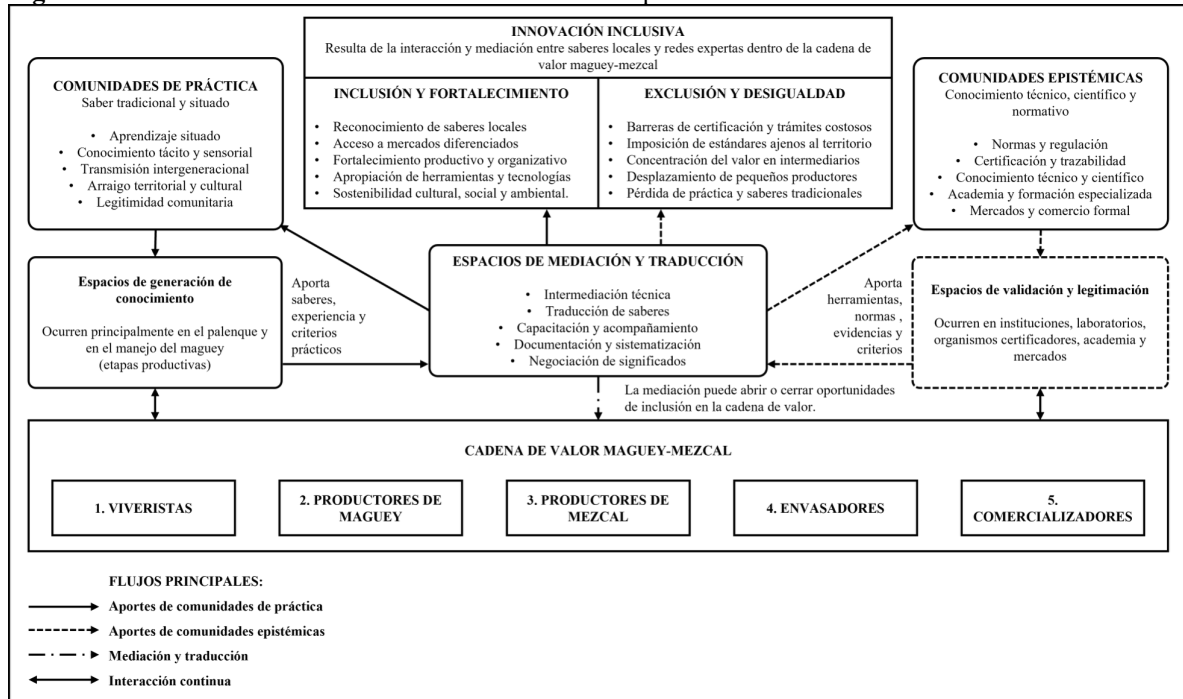 INNOVACIÓN INCLUSIVA
Resulta de la interacción y mediación entre saberes locales y redes expertas dentro de la cadena de
valor maguey-mezcal
COMUNIDADES DE PRÁCTICA
Saber tradicional y situado
• Aprendizaje situado
• Conocimiento tácito y sensorial
• Transmisión intergeneracional
• Arraigo territorial y cultural
• Legitimidad comunitaria
INCLUSIÓN Y FORTALECIMIENTO
• Reconocimiento de saberes locales
• Acceso a mercados diferenciados
• Fortalecimiento productivo y organizativo
• Apropiación de herramientas y tecnologías
• Sostenibilidad cultural, social y ambiental.
EXCLUSIÓN Y DESIGUALDAD
• Barreras de certificación y trámites costosos
• Imposición de estándares ajenos al territorio
• Concentración del valor en intermediarios
• Desplazamiento de pequeños productores
• Pérdida de práctica y saberes tradicionales
COMUNIDADES EPISTÉMICAS
Conocimiento técnico, científico y
normativo
• Normas y regulación
• Certificación y trazabilidad
• Conocimiento técnico y científico
• Academia y formación especializada
• Mercados y comercio formal
Espacios de generación de
conocimiento
Ocurren principalmente en el palenque y
en el manejo del maguey
(etapas productivas)
Aporta
saberes,
experiencia y
criterios
prácticos
ESPACIOS DE MEDIACIÓN Y TRADUCCIÓN
• Intermediación técnica
• Traducción de saberes
• Capacitación y acompañamiento
• Documentación y sistematización
• Negociación de significados
Aporta
herramientas,
normas ,
evidencias y
criterios
Espacios de validación y legitimación
Ocurren en instituciones, laboratorios,
organismos certificadores, academia y
mercados
La mediación puede abrir o cerrar oportunidades
de inclusión en la cadena de valor.
CADENA DE VALOR MAGUEY-MEZCAL
1. VIVERISTAS
2. PRODUCTORES DE
MAGUEY
3. PRODUCTORES DE
MEZCAL
4. ENVASADORES
5.
COMERCIALIZADORES
FLUJOS PRINCIPALES:
Aportes de comunidades de práctica
Aportes de comunidades epistémicas
Mediación y traducción
Interacción continua